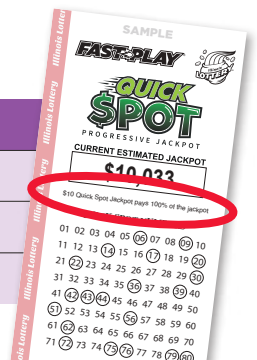 SAMPLE
FAST PLAY
LOTTERY
QUICK
$POT
PROGRESSIVE JACKPOT
CURRENT ESTIMATED JACKPOT
$10,033
$10 Quick Spot Jackpot pays 100% of the jackpot
01 02 03 04 05 06 07 08 09 10
11 12 13 14 15 16 17 18 19 20
21 22 23 24 25 26 27 28 29 30
31 32 33 34 35 36 37 38 39 40
41 42 43 44 45 46 47 48 49 50
51 52 53 54 55 56 57 58 59 60
61 62 63 64 65 66 67 68 69 70
71 72 73 74 75 76 77 78 79 80
Illinois Lottery
Illinois Lottery
Illinois Lottery
Illinois Lottery
Illinois Lottery